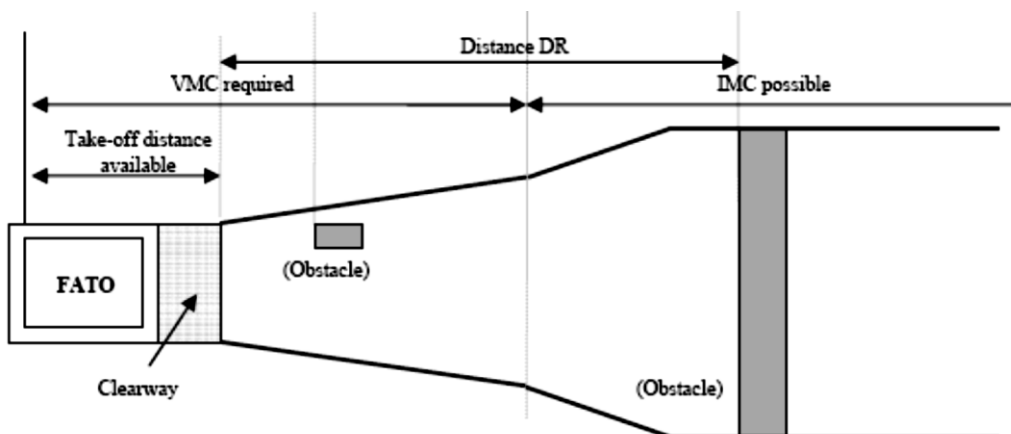 Distance DR
VMC required
IMC possible
Take-off distance
available
FATO
(Obstacle)
Clearway
(Obstacle)